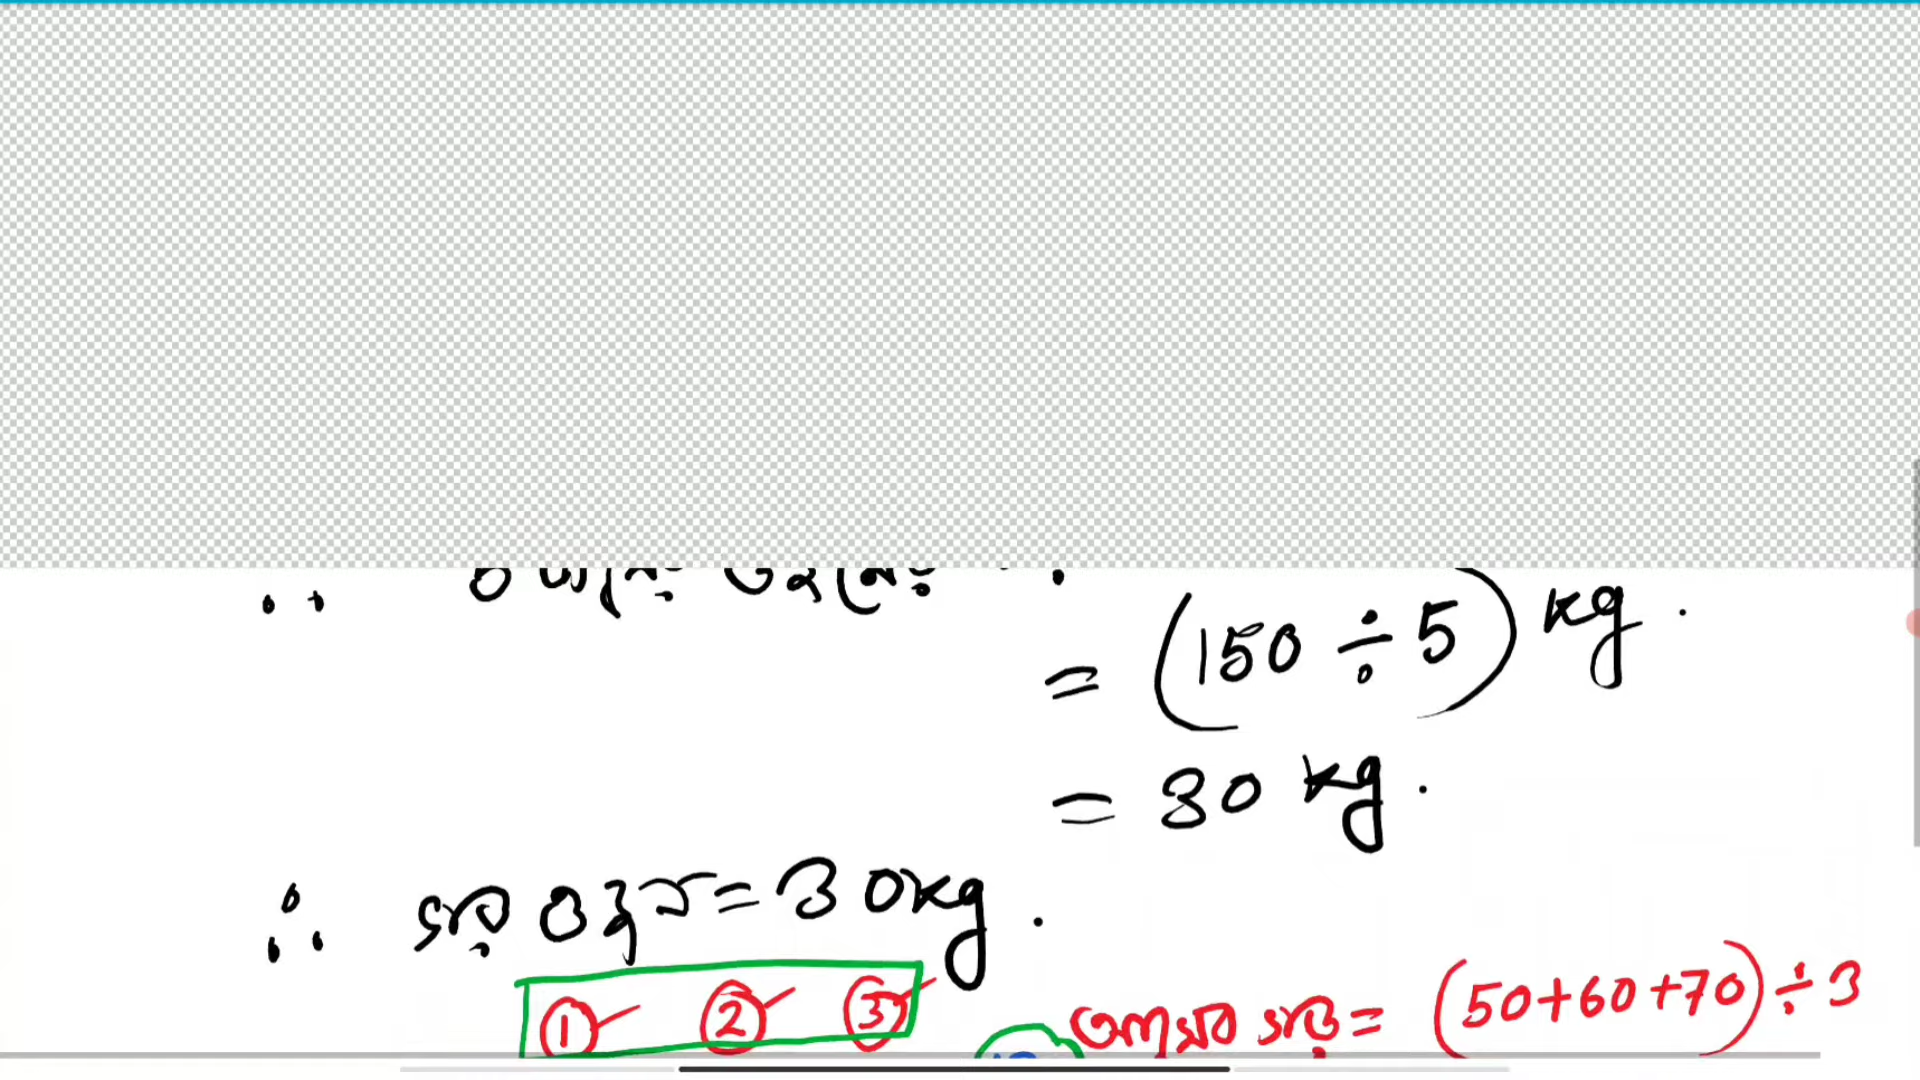 = (150 ÷ 5) kg.
= 30 kg.
∴ গড় ওজন = 30kg.
① ② ③
গড় = (50+60+70) ÷ 3